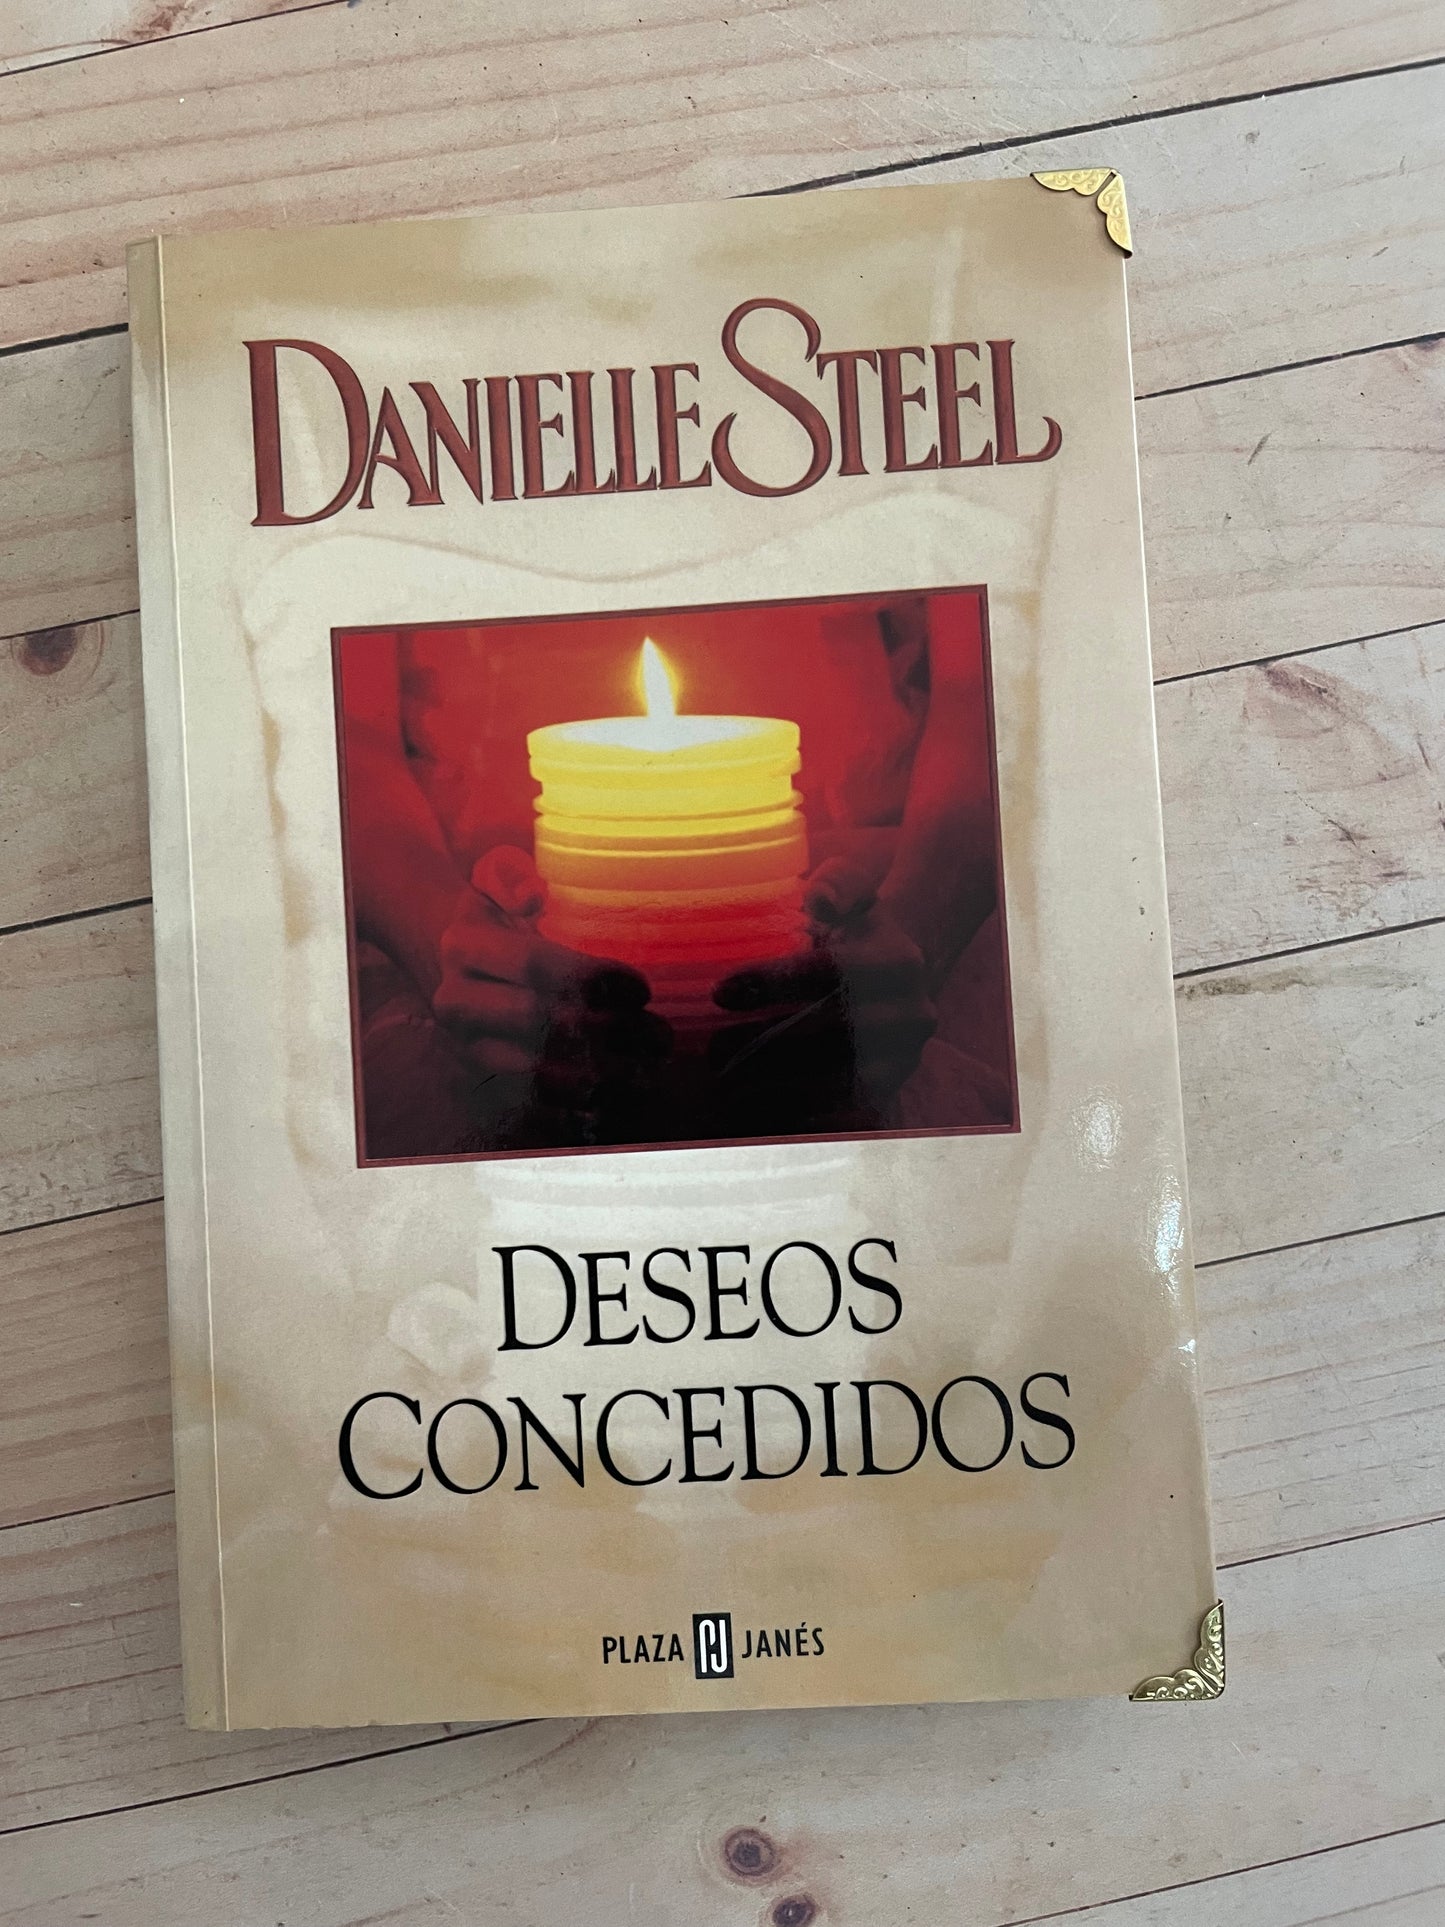 DANIELLE STEEL
DESEOS
CONCEDIDOS
PLAZA PJ JANÉS